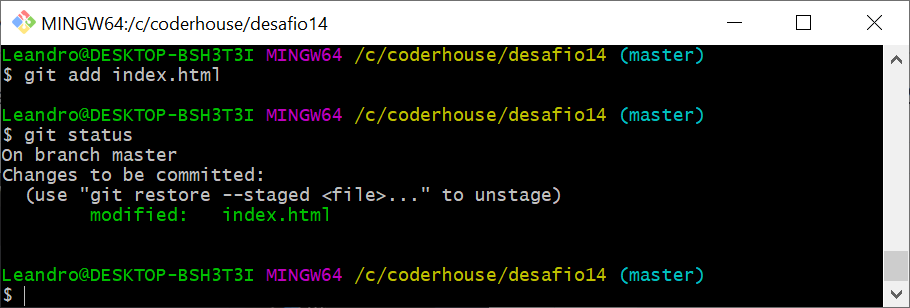 MINGW64:/c/coderhouse/desafio14
Leandro@DESKTOP-BSH3T3I MINGW64 /c/coderhouse/desafio14 (master)
$ git add index.html
Leandro@DESKTOP-BSH3T3I MINGW64 /c/coderhouse/desafio14 (master)
$ git status
On branch master
Changes to be committed:
  (use "git restore --staged <file>..." to unstage)
        modified:   index.html
Leandro@DESKTOP-BSH3T3I MINGW64 /c/coderhouse/desafio14 (master)
$